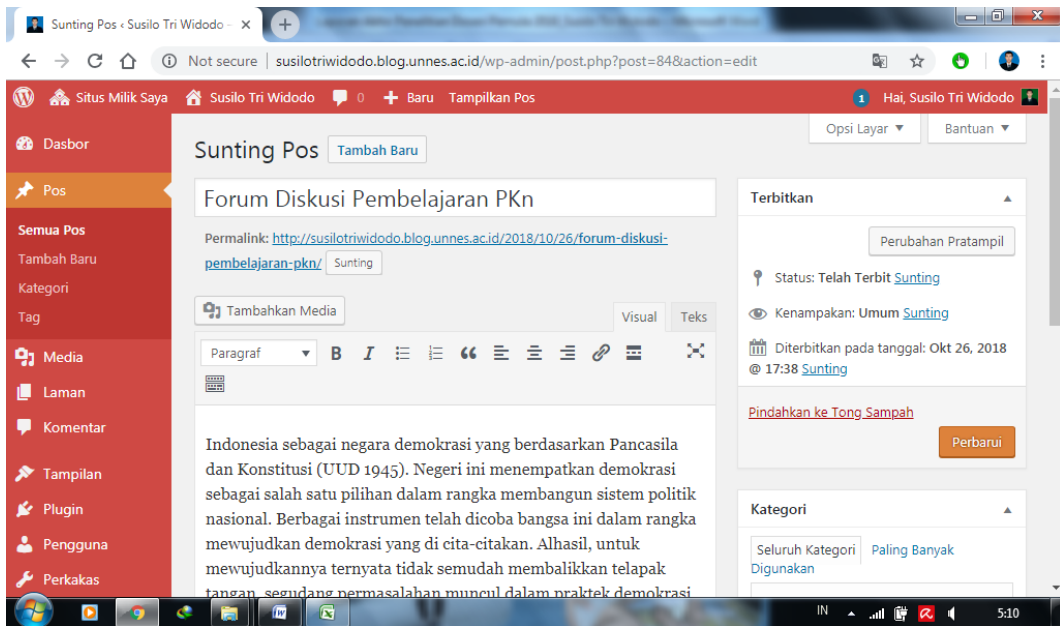 Sunting Pos ‹ Susilo Tri Widodo –
Not secure | susilotriwidodo.blog.unnes.ac.id/wp-admin/post.php?post=84&action=edit
Situs Milik Saya Susilo Tri Widodo 0 Baru Tampilkan Pos 1 Hai, Susilo Tri Widodo
Opsi Layar Bantuan
Dasbor
Pos
Semua Pos
Tambah Baru
Kategori
Tag
Media
Laman
Komentar
Tampilan
Plugin
Pengguna
Perkakas
Sunting Pos Tambah Baru
Forum Diskusi Pembelajaran PKn
Permalink: http://susilotriwidodo.blog.unnes.ac.id/2018/10/26/forum-diskusi-
pembelajaran-pkn/ Sunting
Tambahkan Media
Visual Teks
Paragraf B I
Indonesia sebagai negara demokrasi yang berdasarkan Pancasila
dan Konstitusi (UUD 1945). Negeri ini menempatkan demokrasi
sebagai salah satu pilihan dalam rangka membangun sistem politik
nasional. Berbagai instrumen telah dicoba bangsa ini dalam rangka
mewujudkan demokrasi yang di cita-citakan. Alhasil, untuk
mewujudkannya ternyata tidak semudah membalikkan telapak
tangan, segudang permasalahan muncul dalam praktek demokrasi
Terbitkan
Perubahan Pratampil
Status: Telah Terbit Sunting
Kenampakan: Umum Sunting
Diterbitkan pada tanggal: Okt 26, 2018
@ 17:38 Sunting
Pindahkan ke Tong Sampah
Perbarui
Kategori
Seluruh Kategori Paling Banyak
Digunakan
IN 5:10